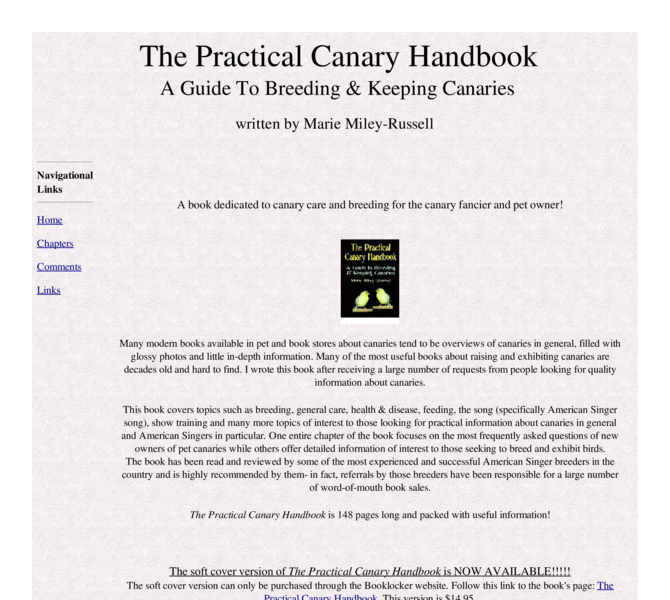 The Practical Canary Handbook
A Guide To Breeding & Keeping Canaries
written by Marie Miley-Russell
Navigational
Links
Home
Chapters
Comments
Links
A book dedicated to canary care and breeding for the canary fancier and pet owner!
The Practical
Canary Handbook
A Guide To Breeding
& Keeping Canaries
Marie Miley-Russell
Many modern books available in pet and book stores about canaries tend to be overviews of canaries in general, filled with
glossy photos and little in-depth information. Many of the most useful books about raising and exhibiting canaries are
decades old and hard to find. I wrote this book after receiving a large number of requests from people looking for quality
information about canaries.
This book covers topics such as breeding, general care, health & disease, feeding, the song (specifically American Singer
song), show training and many more topics of interest to those looking for practical information about canaries in general
and American Singers in particular. One entire chapter of the book focuses on the most frequently asked questions of new
owners of pet canaries while others offer detailed information of interest to those seeking to breed and exhibit birds.
The book has been read and reviewed by some of the most experienced and successful American Singer breeders in the
country and is highly recommended by them- in fact, referrals by those breeders have been responsible for a large number
of word-of-mouth book sales.
The Practical Canary Handbook is 148 pages long and packed with useful information!
The soft cover version of The Practical Canary Handbook is NOW AVAILABLE!!!!!
The soft cover version can only be purchased through the Booklocker website. Follow this link to the book's page: The
Practical Canary Handbook. This version is $14.95